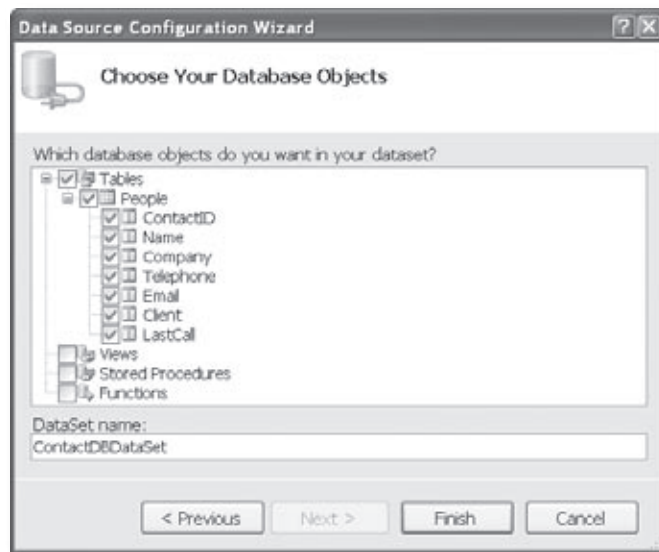 Data Source Configuration Wizard
Choose Your Database Objects
Which database objects do you want in your dataset?
Tables
People
ContactID
Name
Company
Telephone
Email
Client
LastCall
Views
Stored Procedures
Functions
DataSet name:
ContactDBDataSet
< Previous
Next >
Finish
Cancel